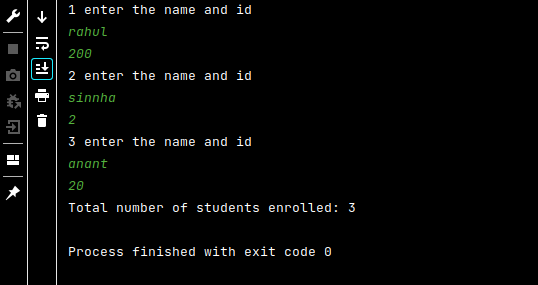 1 enter the name and id
rahul
200
2 enter the name and id
sinnha
2
3 enter the name and id
anant
20
Total number of students enrolled: 3
Process finished with exit code 0